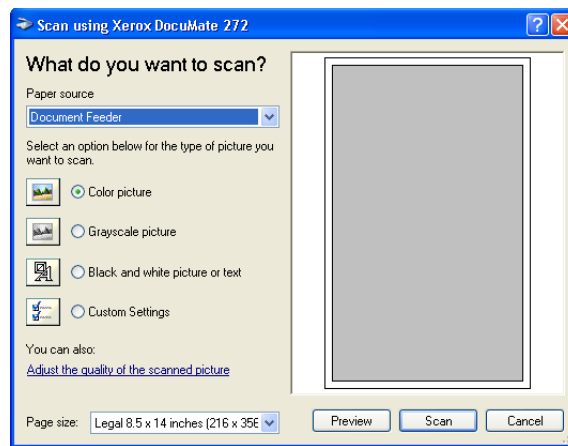 Scan using Xerox DocuMate 272
What do you want to scan?
Paper source
Document Feeder
Select an option below for the type of picture you
want to scan.
Color picture
Grayscale picture
Black and white picture or text
Custom Settings
You can also:
Adjust the quality of the scanned picture
Page size: Legal 8.5 x 14 inches (216 x 356
Preview Scan Cancel